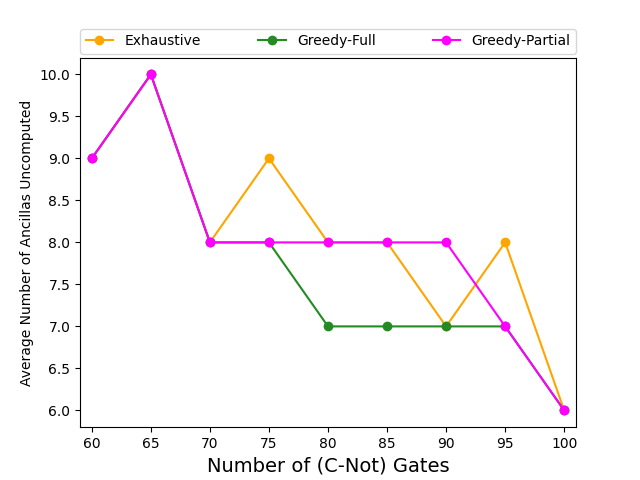 Exhaustive Greedy-Full Greedy-Partial
Average Number of Ancillas Uncomputed
10.0
9.5
9.0
8.5
8.0
7.5
7.0
6.5
6.0
60 65 70 75 80 85 90 95 100
Number of (C-Not) Gates